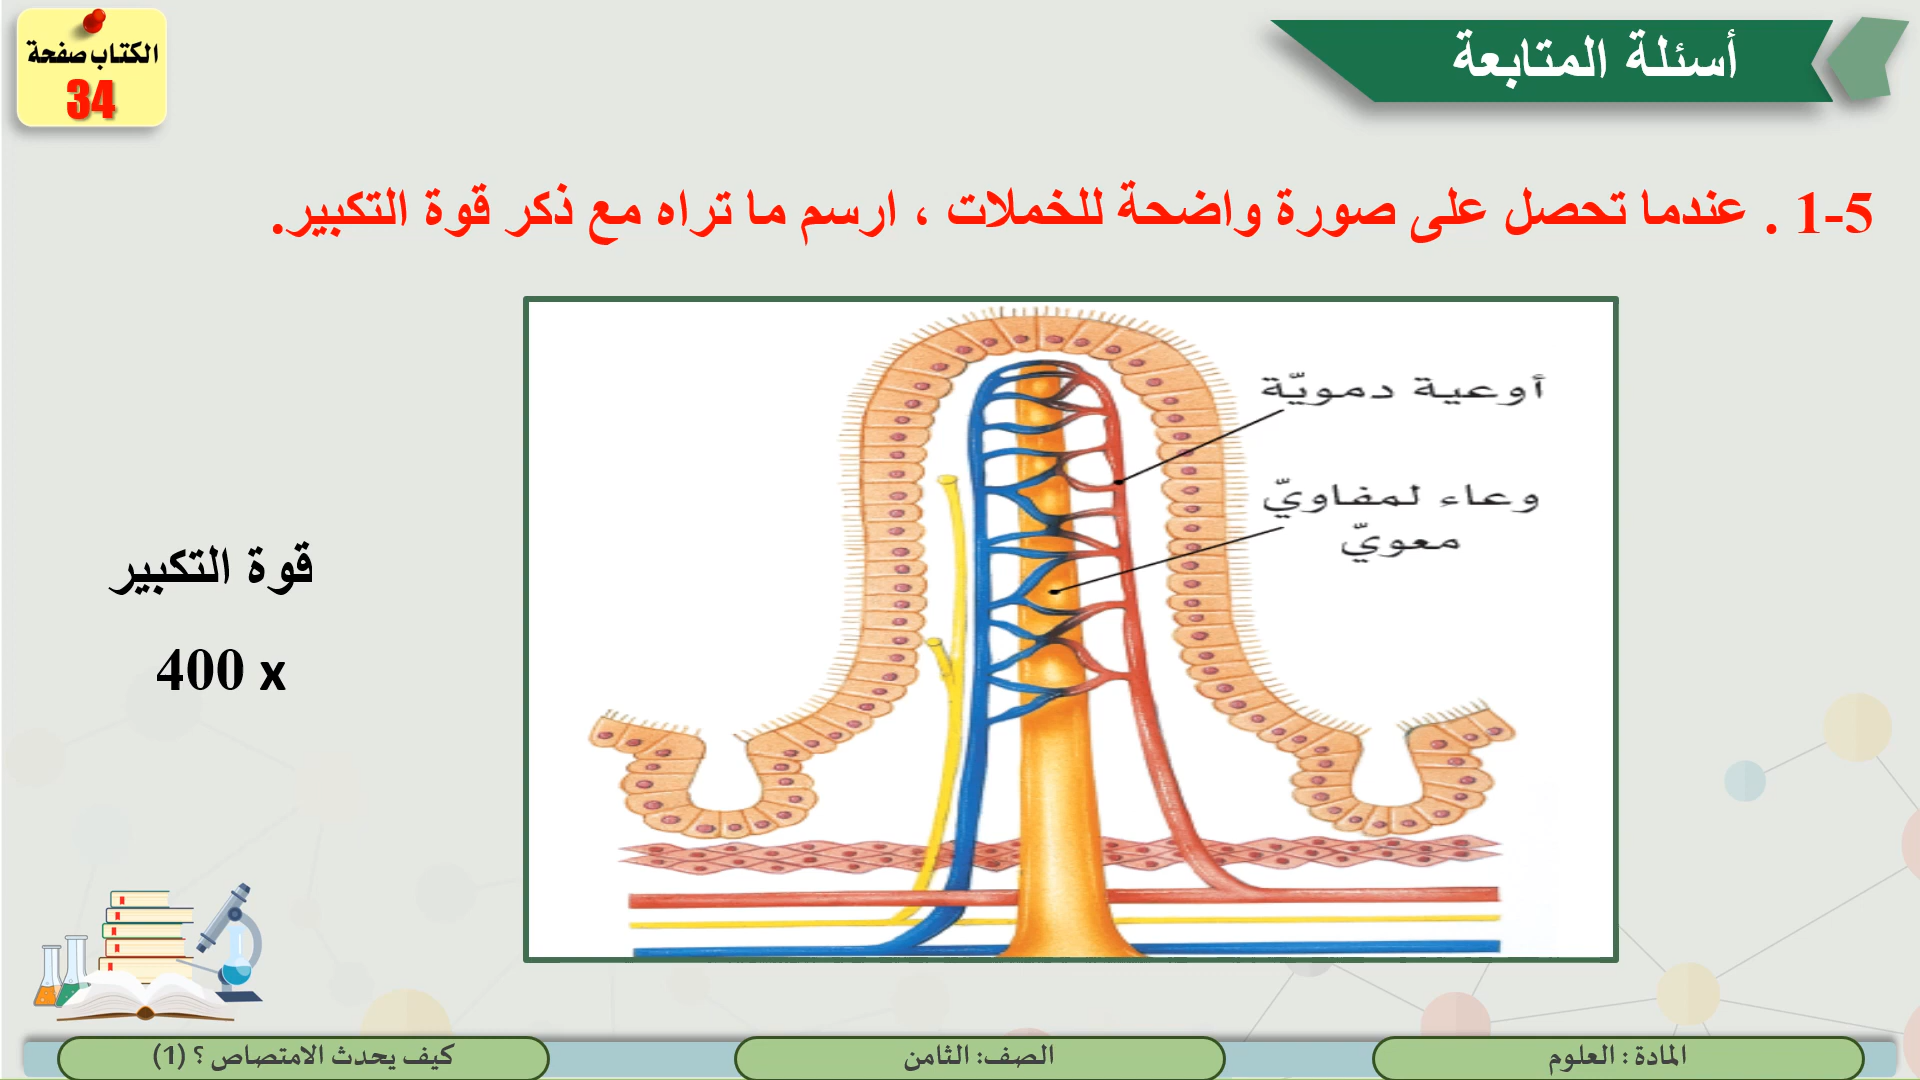 أسئلة المتابعة
الكتاب صفحة
34
1-5 . عندما تحصل على صورة واضحة للخملات ، ارسم ما تراه مع ذكر قوة التكبير.
أوعية دمويّة
وعاء لمفاويّ
معويّ
قوة التكبير
400 x
المادة : العلوم
الصف: الثامن
كيف يحدث الامتصاص ؟ (1)